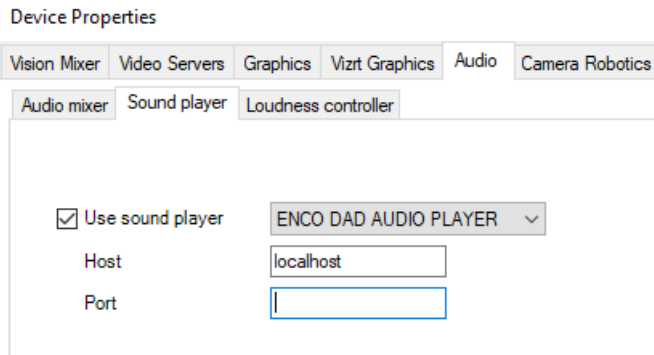 Device Properties
Vision Mixer Video Servers Graphics Vizrt Graphics Audio Camera Robotics
Audio mixer Sound player Loudness controller
Use sound player ENCO DAD AUDIO PLAYER
Host localhost
Port